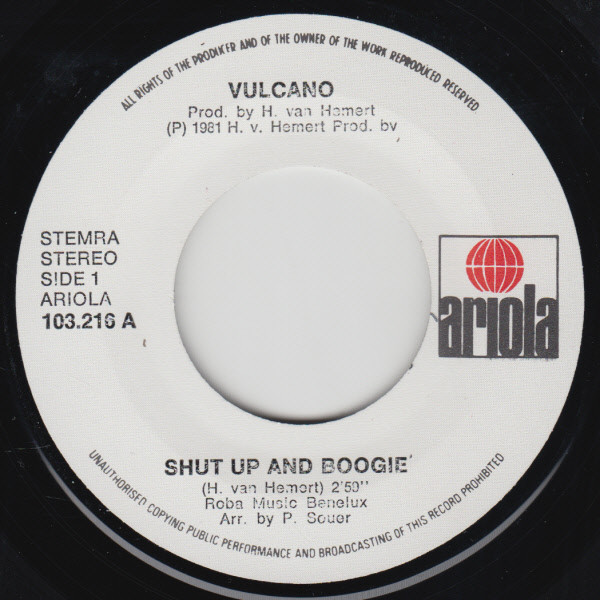 ALL RIGHTS OF THE PRODUKER AND OF THE OWNER OF THE WORK REPRODUCED RESERVED
VULCANO
Prod. by H. van Hemert
(P) 1981 H. v. Hemert Prod. bv
STEMRA
STEREO
SIDE 1
ARIOLA
103.216 A
ariola
SHUT UP AND BOOGIE
(H. van Hemert) 2'59"
Roba Music Benelux
Arr. by P. Souer
UNAUTHORISED COPYING PUBLIC PERFORMANCE AND BROADCASTING OF THIS RECORD PROHIBITED